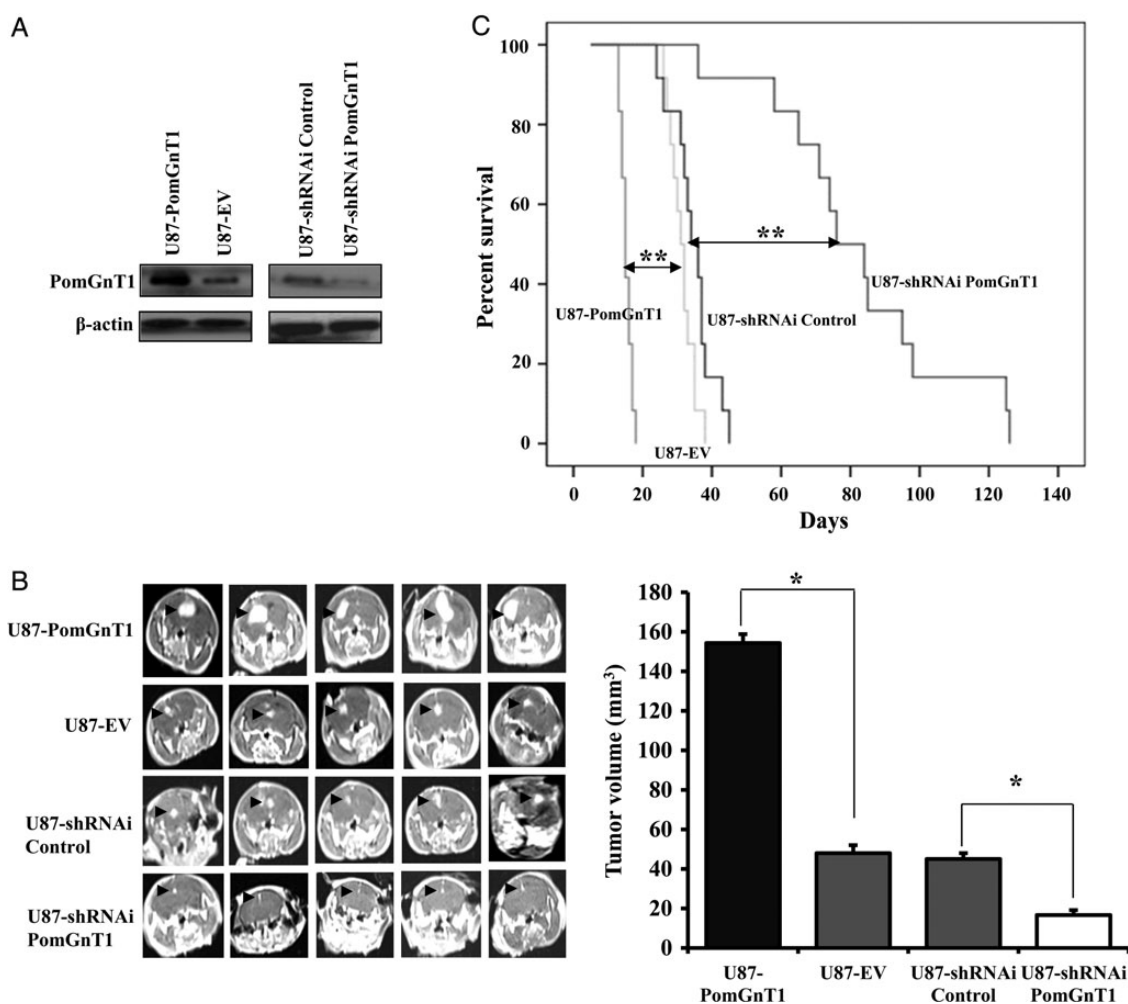 A
U87-PomGnT1
U87-EV
U87-shRNAi Control
U87-shRNAi PomGnT1
PomGnT1
β-actin
C
Percent survival
100
80
60
40
20
0
**
**
U87-PomGnT1
U87-shRNAi Control
U87-shRNAi PomGnT1
U87-EV
0 20 40 60 80 100 120 140
Days
B
U87-PomGnT1
U87-EV
U87-shRNAi
Control
U87-shRNAi
PomGnT1
Tumor volume (mm³)
180
160
140
120
100
80
60
40
20
0
*
*
U87-
PomGnT1
U87-EV
U87-shRNAi
Control
U87-shRNAi
PomGnT1